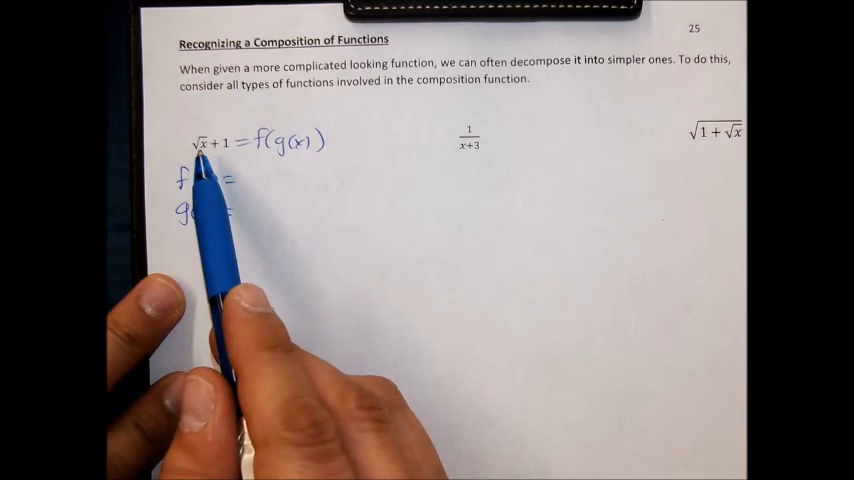 25
Recognizing a Composition of Functions
When given a more complicated looking function, we can often decompose it into simpler ones. To do this,
consider all types of functions involved in the composition function.
√x + 1 = f(g(x))
1/(x+3)
√(1 + √x)
f =
g =